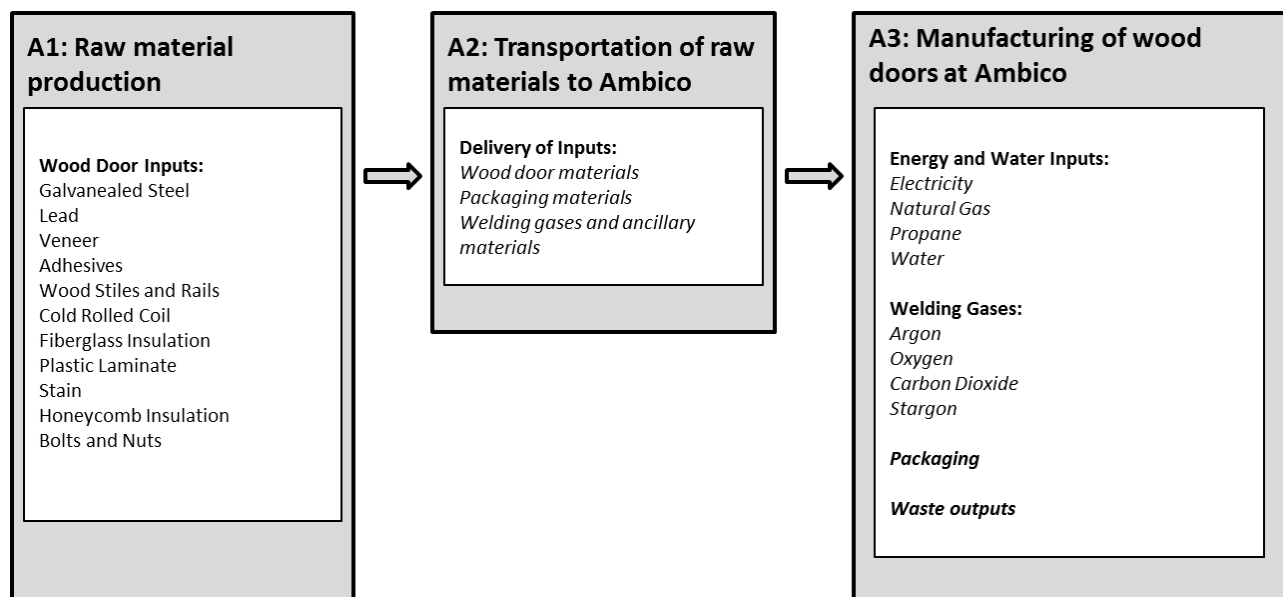 A1: Raw material
production
Wood Door Inputs:
Galvanealed Steel
Lead
Veneer
Adhesives
Wood Stiles and Rails
Cold Rolled Coil
Fiberglass Insulation
Plastic Laminate
Stain
Honeycomb Insulation
Bolts and Nuts
A2: Transportation of raw
materials to Ambico
Delivery of Inputs:
Wood door materials
Packaging materials
Welding gases and ancillary
materials
A3: Manufacturing of wood
doors at Ambico
Energy and Water Inputs:
Electricity
Natural Gas
Propane
Water
Welding Gases:
Argon
Oxygen
Carbon Dioxide
Stargon
Packaging
Waste outputs